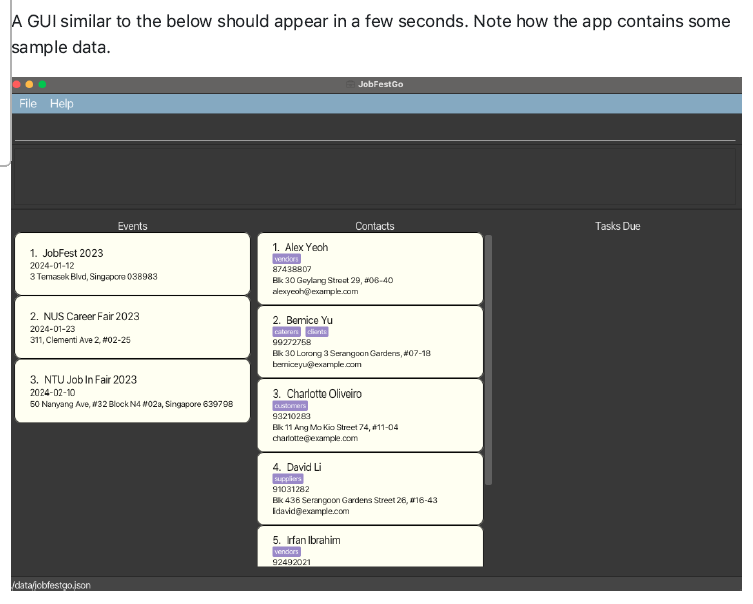 A GUI similar to the below should appear in a few seconds. Note how the app contains some
sample data.
JobFestGo
File Help
Events
1. JobFest 2023
2024-01-12
3 Temasek Blvd, Singapore 038983
2. NUS Career Fair 2023
2024-01-23
311, Clementi Ave 2, #02-25
3. NTU Job In Fair 2023
2024-02-10
50 Nanyang Ave, #32 Block N4 #02a, Singapore 639798
Contacts
1. Alex Yeoh
vendors
87438807
Blk 30 Geylang Street 29, #06-40
alexyeoh@example.com
2. Bernice Yu
caterers clients
99272758
Blk 30 Lorong 3 Serangoon Gardens, #07-18
berniceyu@example.com
3. Charlotte Oliveiro
customers
93210283
Blk 11 Ang Mo Kio Street 74, #11-04
charlotte@example.com
4. David Li
suppliers
91031282
Blk 436 Serangoon Gardens Street 26, #16-43
lidavid@example.com
5. Irfan Ibrahim
vendors
92492021
Tasks Due
/data/jobfestgo.json